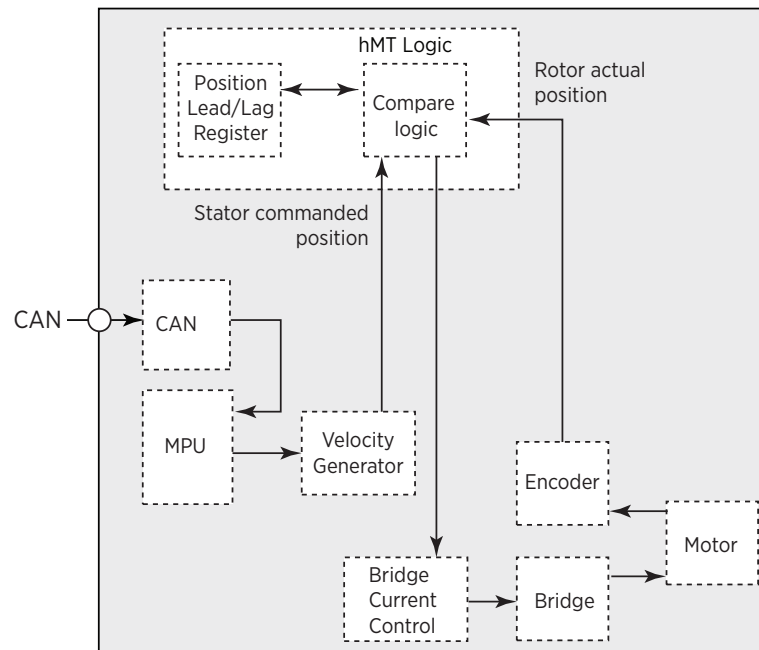 hMT Logic
Position
Lead/Lag
Register
Compare
logic
Rotor actual
position
Stator commanded
position
CAN
CAN
MPU
Velocity
Generator
Encoder
Motor
Bridge
Current
Control
Bridge